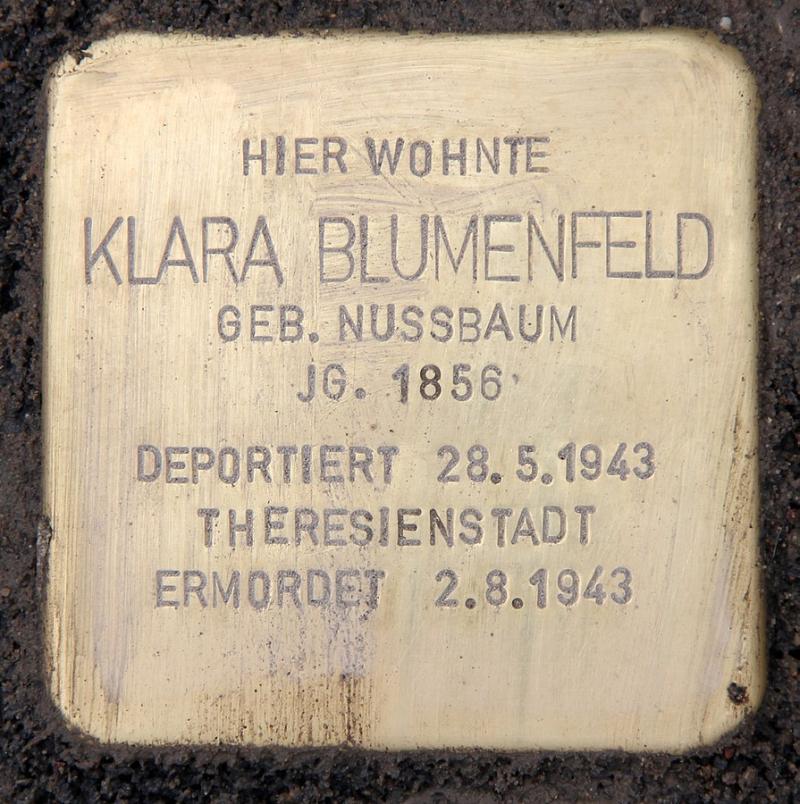 HIER WOHNTE
KLARA BLUMENFELD
GEB. NUSSBAUM
JG. 1856
DEPORTIERT 28.5.1943
THERESIENSTADT
ERMORDET 2.8.1943